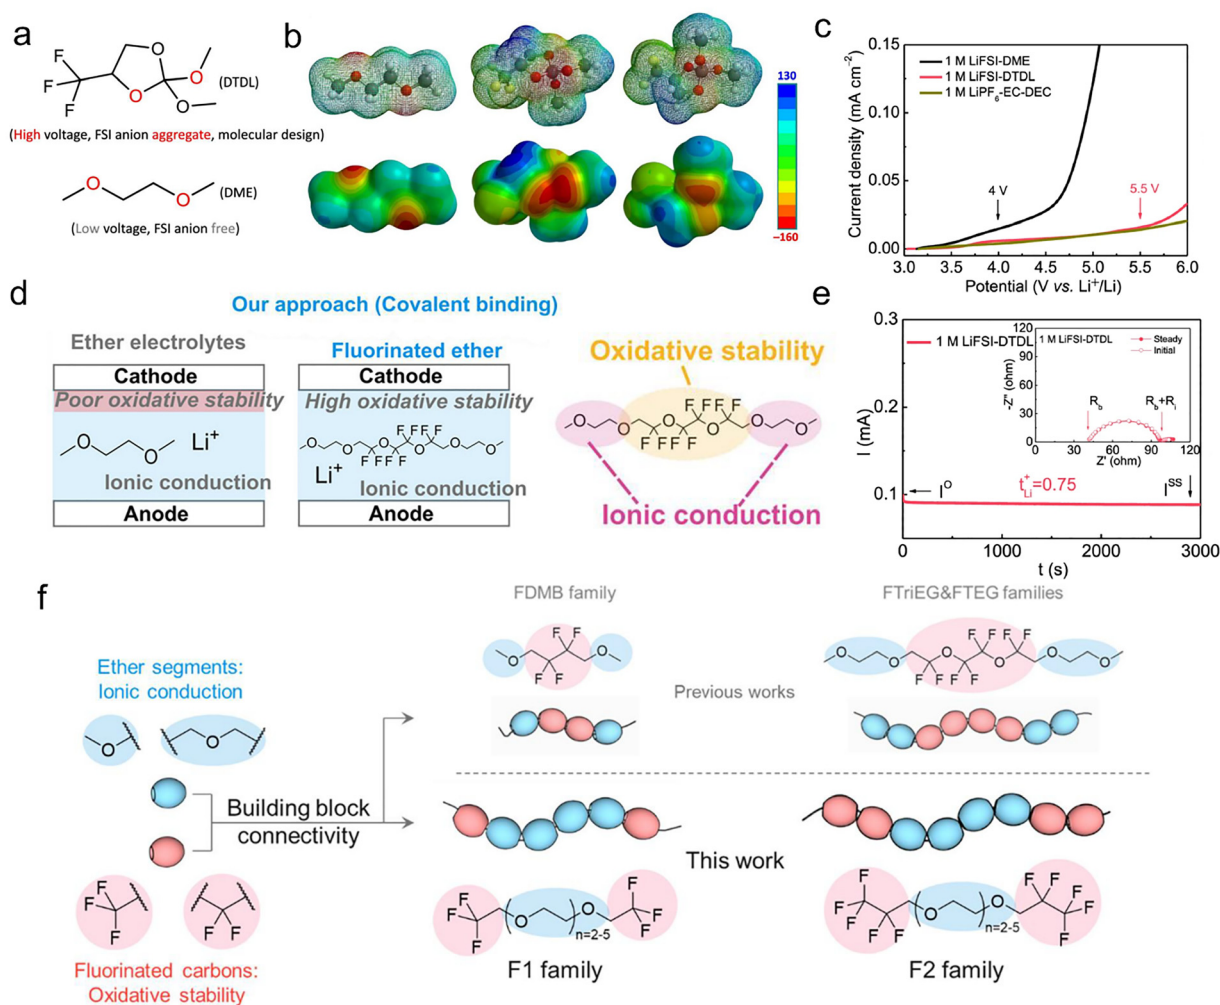 a
F
F
F
O
O
O
O
(DTDL)
(High voltage, FSI anion aggregate, molecular design)
O
O
(DME)
(Low voltage, FSI anion free)
b
130
−160
c
0.15
0.10
0.05
0.00
Current density (mA cm⁻²)
1 M LiFSI-DME
1 M LiFSI-DTDL
1 M LiPF₆-EC-DEC
4 V
5.5 V
3.0 3.5 4.0 4.5 5.0 5.5 6.0
Potential (V vs. Li⁺/Li)
d
Our approach (Covalent binding)
Ether electrolytes
Cathode
Poor oxidative stability
O
O
Li⁺
Ionic conduction
Anode
Fluorinated ether
Cathode
High oxidative stability
F F F F
O O O O O
F F F F
Li⁺
Ionic conduction
Anode
Oxidative stability
F F F F
O O O O O O
F F F F
Ionic conduction
e
0.3
0.2
0.1
I (mA)
1 M LiFSI-DTDL
120
90
60
30
0
-Z" (ohm)
1 M LiFSI-DTDL
Steady
Initial
R_b
R_b+R_i
0 30 60 90 120
Z' (ohm)
I^O
t⁺_Li=0.75
I^SS
0 1000 2000 3000
t (s)
f
Ether segments:
Ionic conduction
O
O
Building block
connectivity
F
F
F
F F
Fluorinated carbons:
Oxidative stability
FDMB family
F F
O O
F F
Previous works
FTriEG&FTEG families
F F F F
O O O O O O
F F F F
This work
F
F
F
O
O
n=2-5
F
F
F
F1 family
F F
F
F F
O
O
n=2-5
F F
F
F F
F2 family